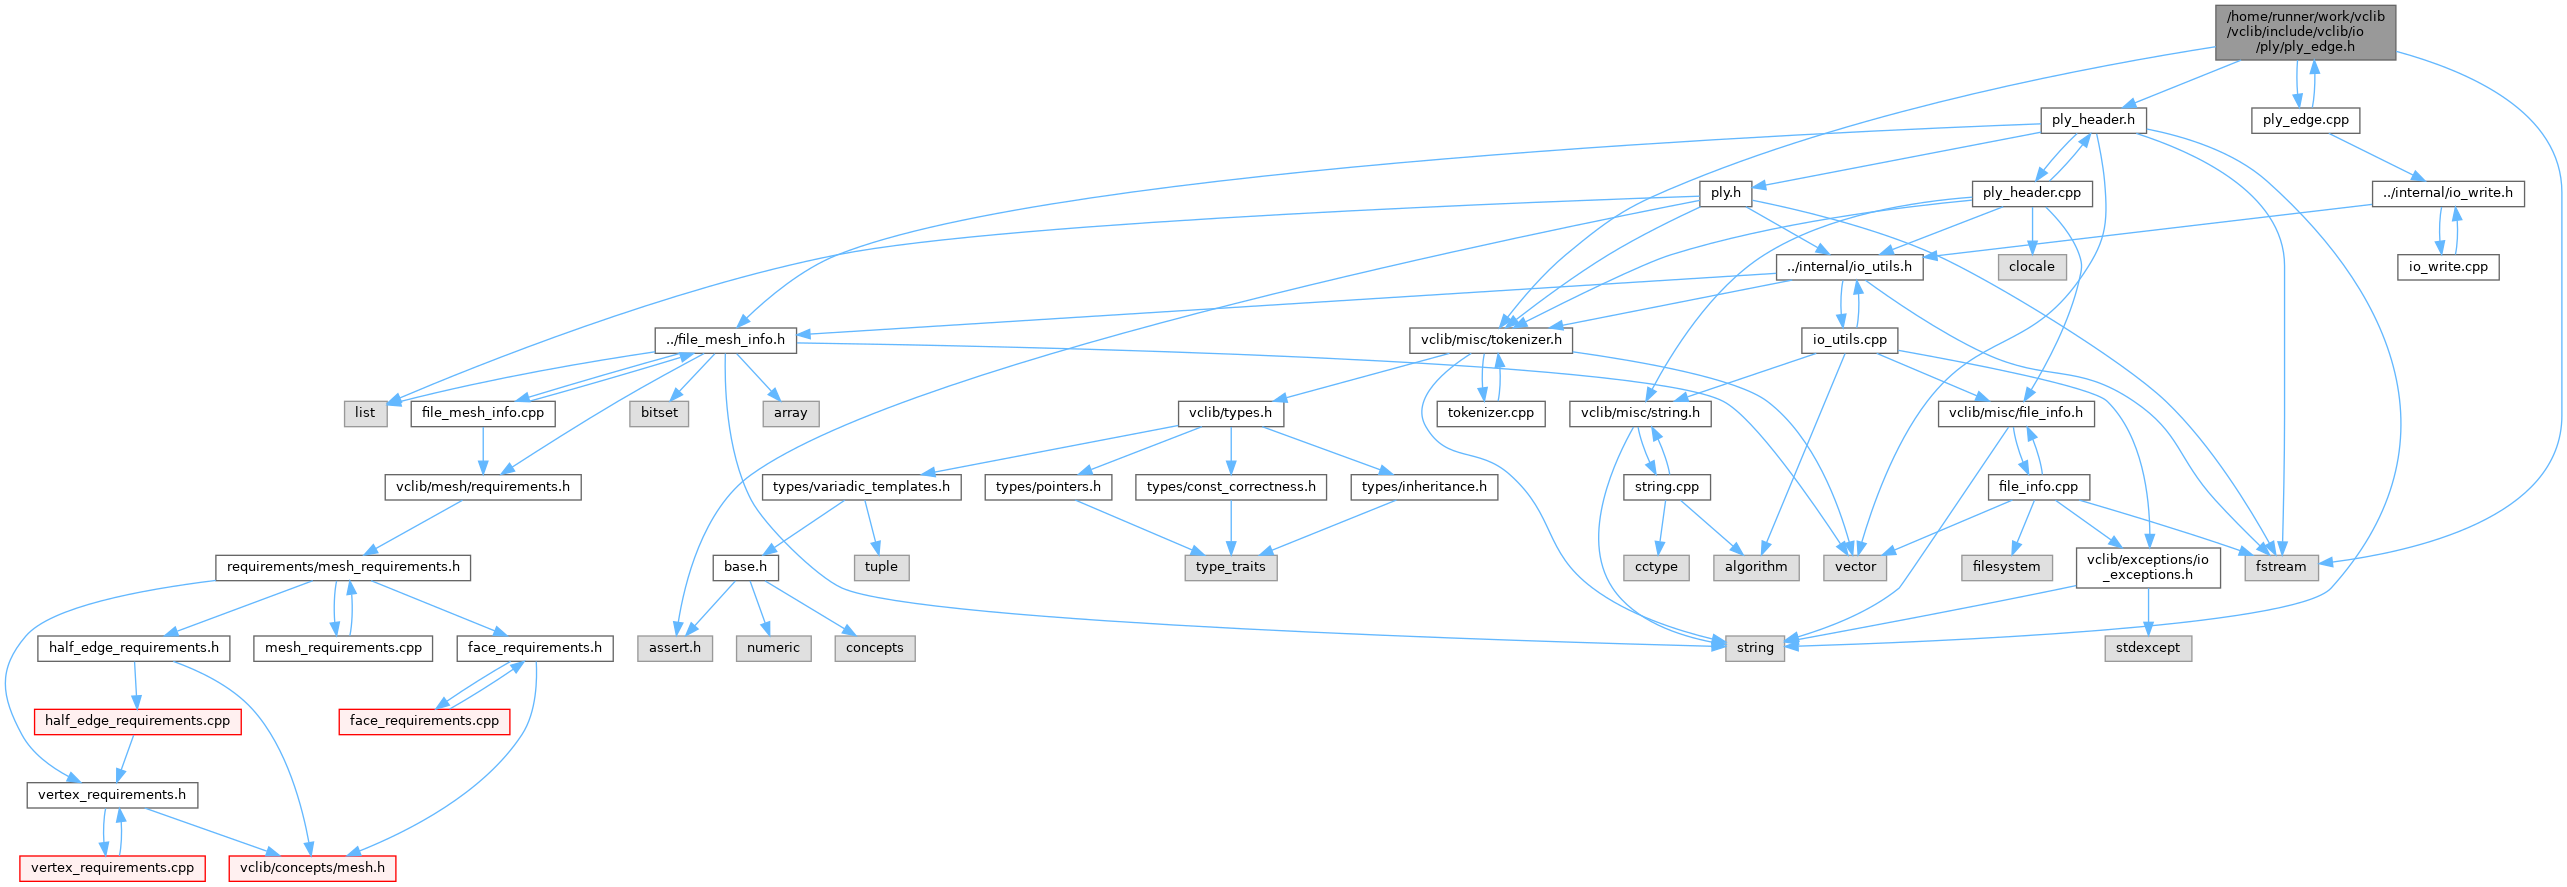 /home/runner/work/vclib
/vclib/include/vclib/io
/ply/ply_edge.h
ply_header.h
ply_edge.cpp
ply.h
ply_header.cpp
../internal/io_write.h
../internal/io_utils.h
clocale
io_write.cpp
../file_mesh_info.h
vclib/misc/tokenizer.h
io_utils.cpp
list
file_mesh_info.cpp
bitset
array
vclib/types.h
tokenizer.cpp
vclib/misc/string.h
vclib/misc/file_info.h
vclib/mesh/requirements.h
types/variadic_templates.h
types/pointers.h
types/const_correctness.h
types/inheritance.h
string.cpp
file_info.cpp
requirements/mesh_requirements.h
base.h
tuple
type_traits
cctype
algorithm
vector
filesystem
vclib/exceptions/io
_exceptions.h
fstream
half_edge_requirements.h
mesh_requirements.cpp
face_requirements.h
assert.h
numeric
concepts
string
stdexcept
half_edge_requirements.cpp
face_requirements.cpp
vertex_requirements.h
vertex_requirements.cpp
vclib/concepts/mesh.h